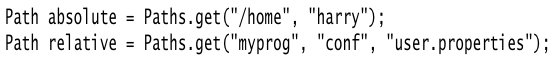 Path absolute = Paths.get("/home", "harry");
Path relative = Paths.get("myprog", "conf", "user.properties");